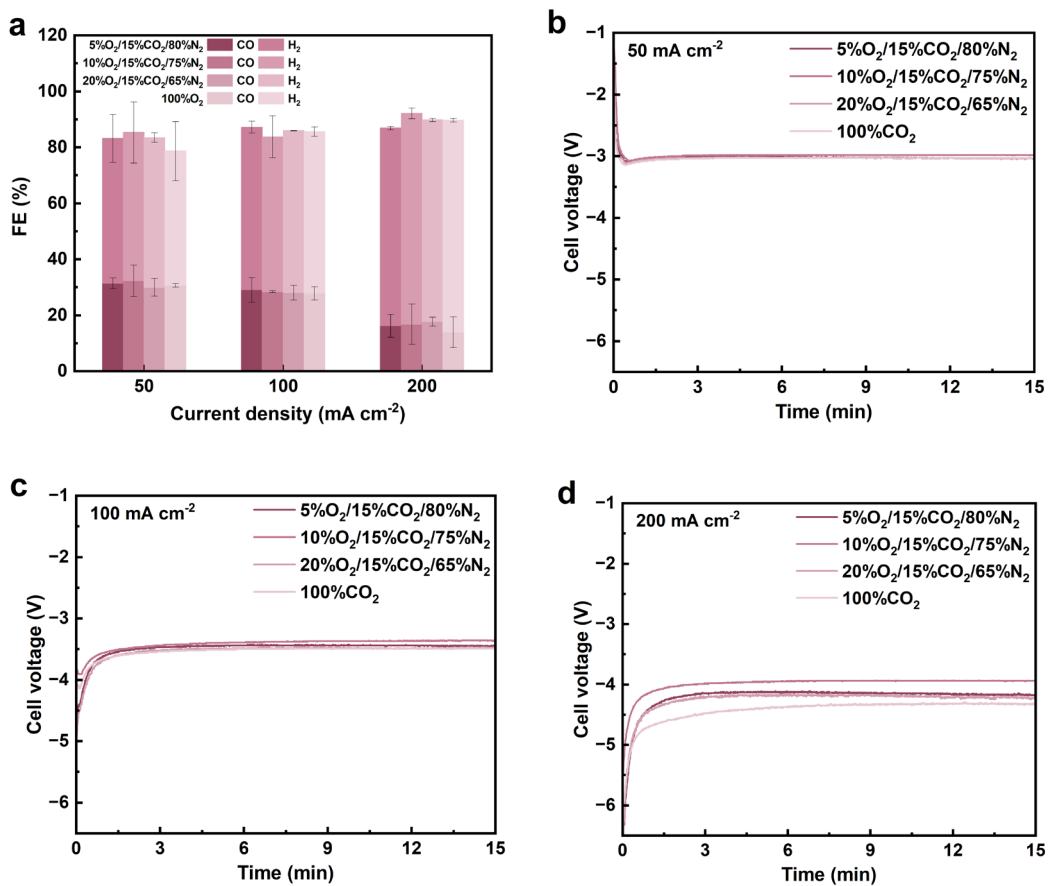 a
5%O₂/15%CO₂/80%N₂ CO H₂
10%O₂/15%CO₂/75%N₂ CO H₂
20%O₂/15%CO₂/65%N₂ CO H₂
100%O₂ CO H₂
120
100
80
60
40
20
0
FE (%)
50 100 200
Current density (mA cm⁻²)
b
50 mA cm⁻²
5%O₂/15%CO₂/80%N₂
10%O₂/15%CO₂/75%N₂
20%O₂/15%CO₂/65%N₂
100%CO₂
−1
−2
−3
−4
−5
−6
Cell voltage (V)
0 3 6 9 12 15
Time (min)
c
100 mA cm⁻²
5%O₂/15%CO₂/80%N₂
10%O₂/15%CO₂/75%N₂
20%O₂/15%CO₂/65%N₂
100%CO₂
−1
−2
−3
−4
−5
−6
Cell voltage (V)
0 3 6 9 12 15
Time (min)
d
200 mA cm⁻²
5%O₂/15%CO₂/80%N₂
10%O₂/15%CO₂/75%N₂
20%O₂/15%CO₂/65%N₂
100%CO₂
−1
−2
−3
−4
−5
−6
Cell voltage (V)
0 3 6 9 12 15
Time (min)